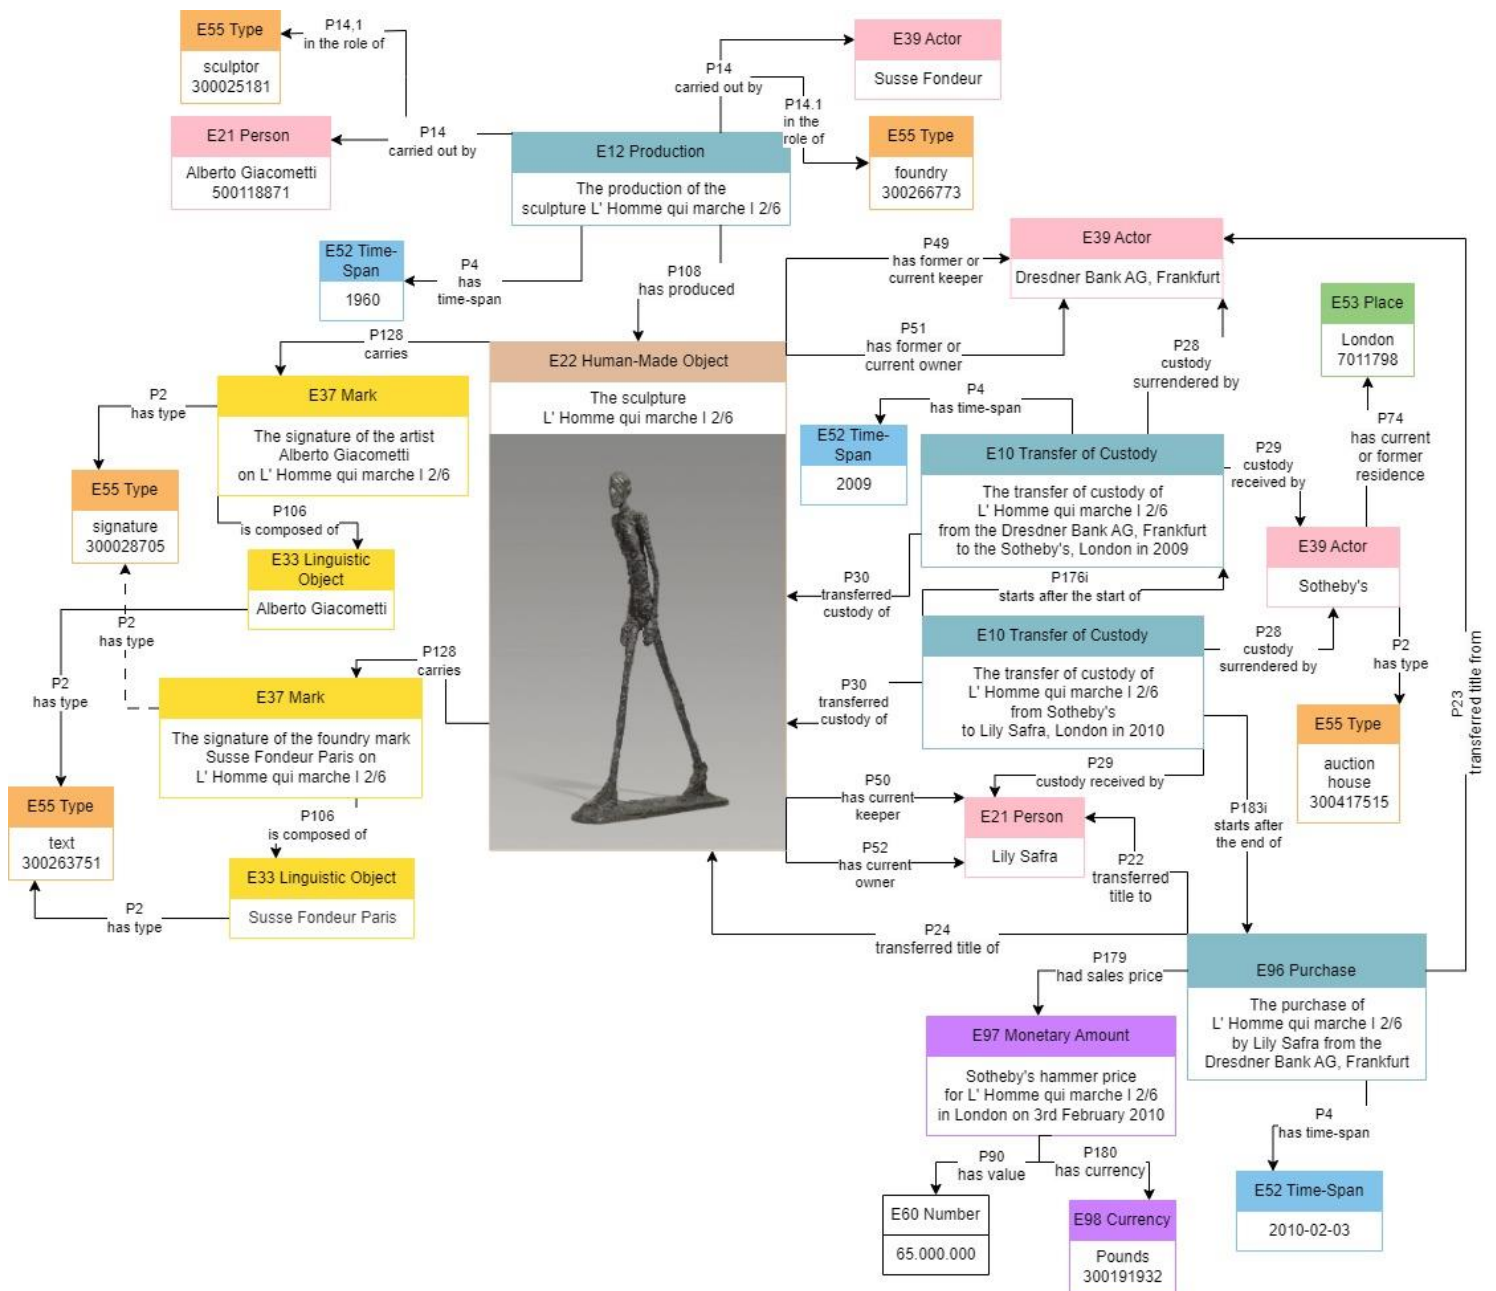 E55 Type
sculptor
300025181
P14,1
in the role of
E21 Person
Alberto Giacometti
500118871
P14
carried out by
E12 Production
The production of the
sculpture L' Homme qui marche I 2/6
P14
carried out by
E39 Actor
Susse Fondeur
P14.1
in the
role of
E55 Type
foundry
300266773
E52 Time-
Span
1960
P4
has
time-span
P108
has produced
P49
has former or
current keeper
E39 Actor
Dresdner Bank AG, Frankfurt
P51
has former or
current owner
P28
custody
surrendered by
E53 Place
London
7011798
P128
carries
E22 Human-Made Object
The sculpture
L' Homme qui marche I 2/6
P2
has type
E37 Mark
The signature of the artist
Alberto Giacometti
on L' Homme qui marche I 2/6
P4
has time-span
E52 Time-
Span
2009
E10 Transfer of Custody
The transfer of custody of
L' Homme qui marche I 2/6
from the Dresdner Bank AG, Frankfurt
to the Sotheby's, London in 2009
P29
custody
received by
P74
has current
or former
residence
E55 Type
signature
300028705
P106
is composed of
E33 Linguistic
Object
Alberto Giacometti
P30
transferred
custody of
P176i
starts after the start of
E39 Actor
Sotheby's
P2
has type
P2
has type
P128
carries
E10 Transfer of Custody
The transfer of custody of
L' Homme qui marche I 2/6
from Sotheby's
to Lily Safra, London in 2010
P28
custody
surrendered by
P2
has type
P23
transferred title from
E37 Mark
The signature of the foundry mark
Susse Fondeur Paris on
L' Homme qui marche I 2/6
P30
transferred
custody of
E55 Type
auction
house
300417515
E55 Type
text
300263751
P106
is composed of
P29
custody received by
P50
has current
keeper
E21 Person
Lily Safra
P52
has current
owner
P22
transferred
title to
P183i
starts after
the end of
E33 Linguistic Object
Susse Fondeur Paris
P2
has type
P24
transferred title of
P179
had sales price
E96 Purchase
The purchase of
L' Homme qui marche I 2/6
by Lily Safra from the
Dresdner Bank AG, Frankfurt
E97 Monetary Amount
Sotheby's hammer price
for L' Homme qui marche I 2/6
in London on 3rd February 2010
P4
has time-span
P90
has value
P180
has currency
E52 Time-Span
2010-02-03
E60 Number
65.000.000
E98 Currency
Pounds
300191932